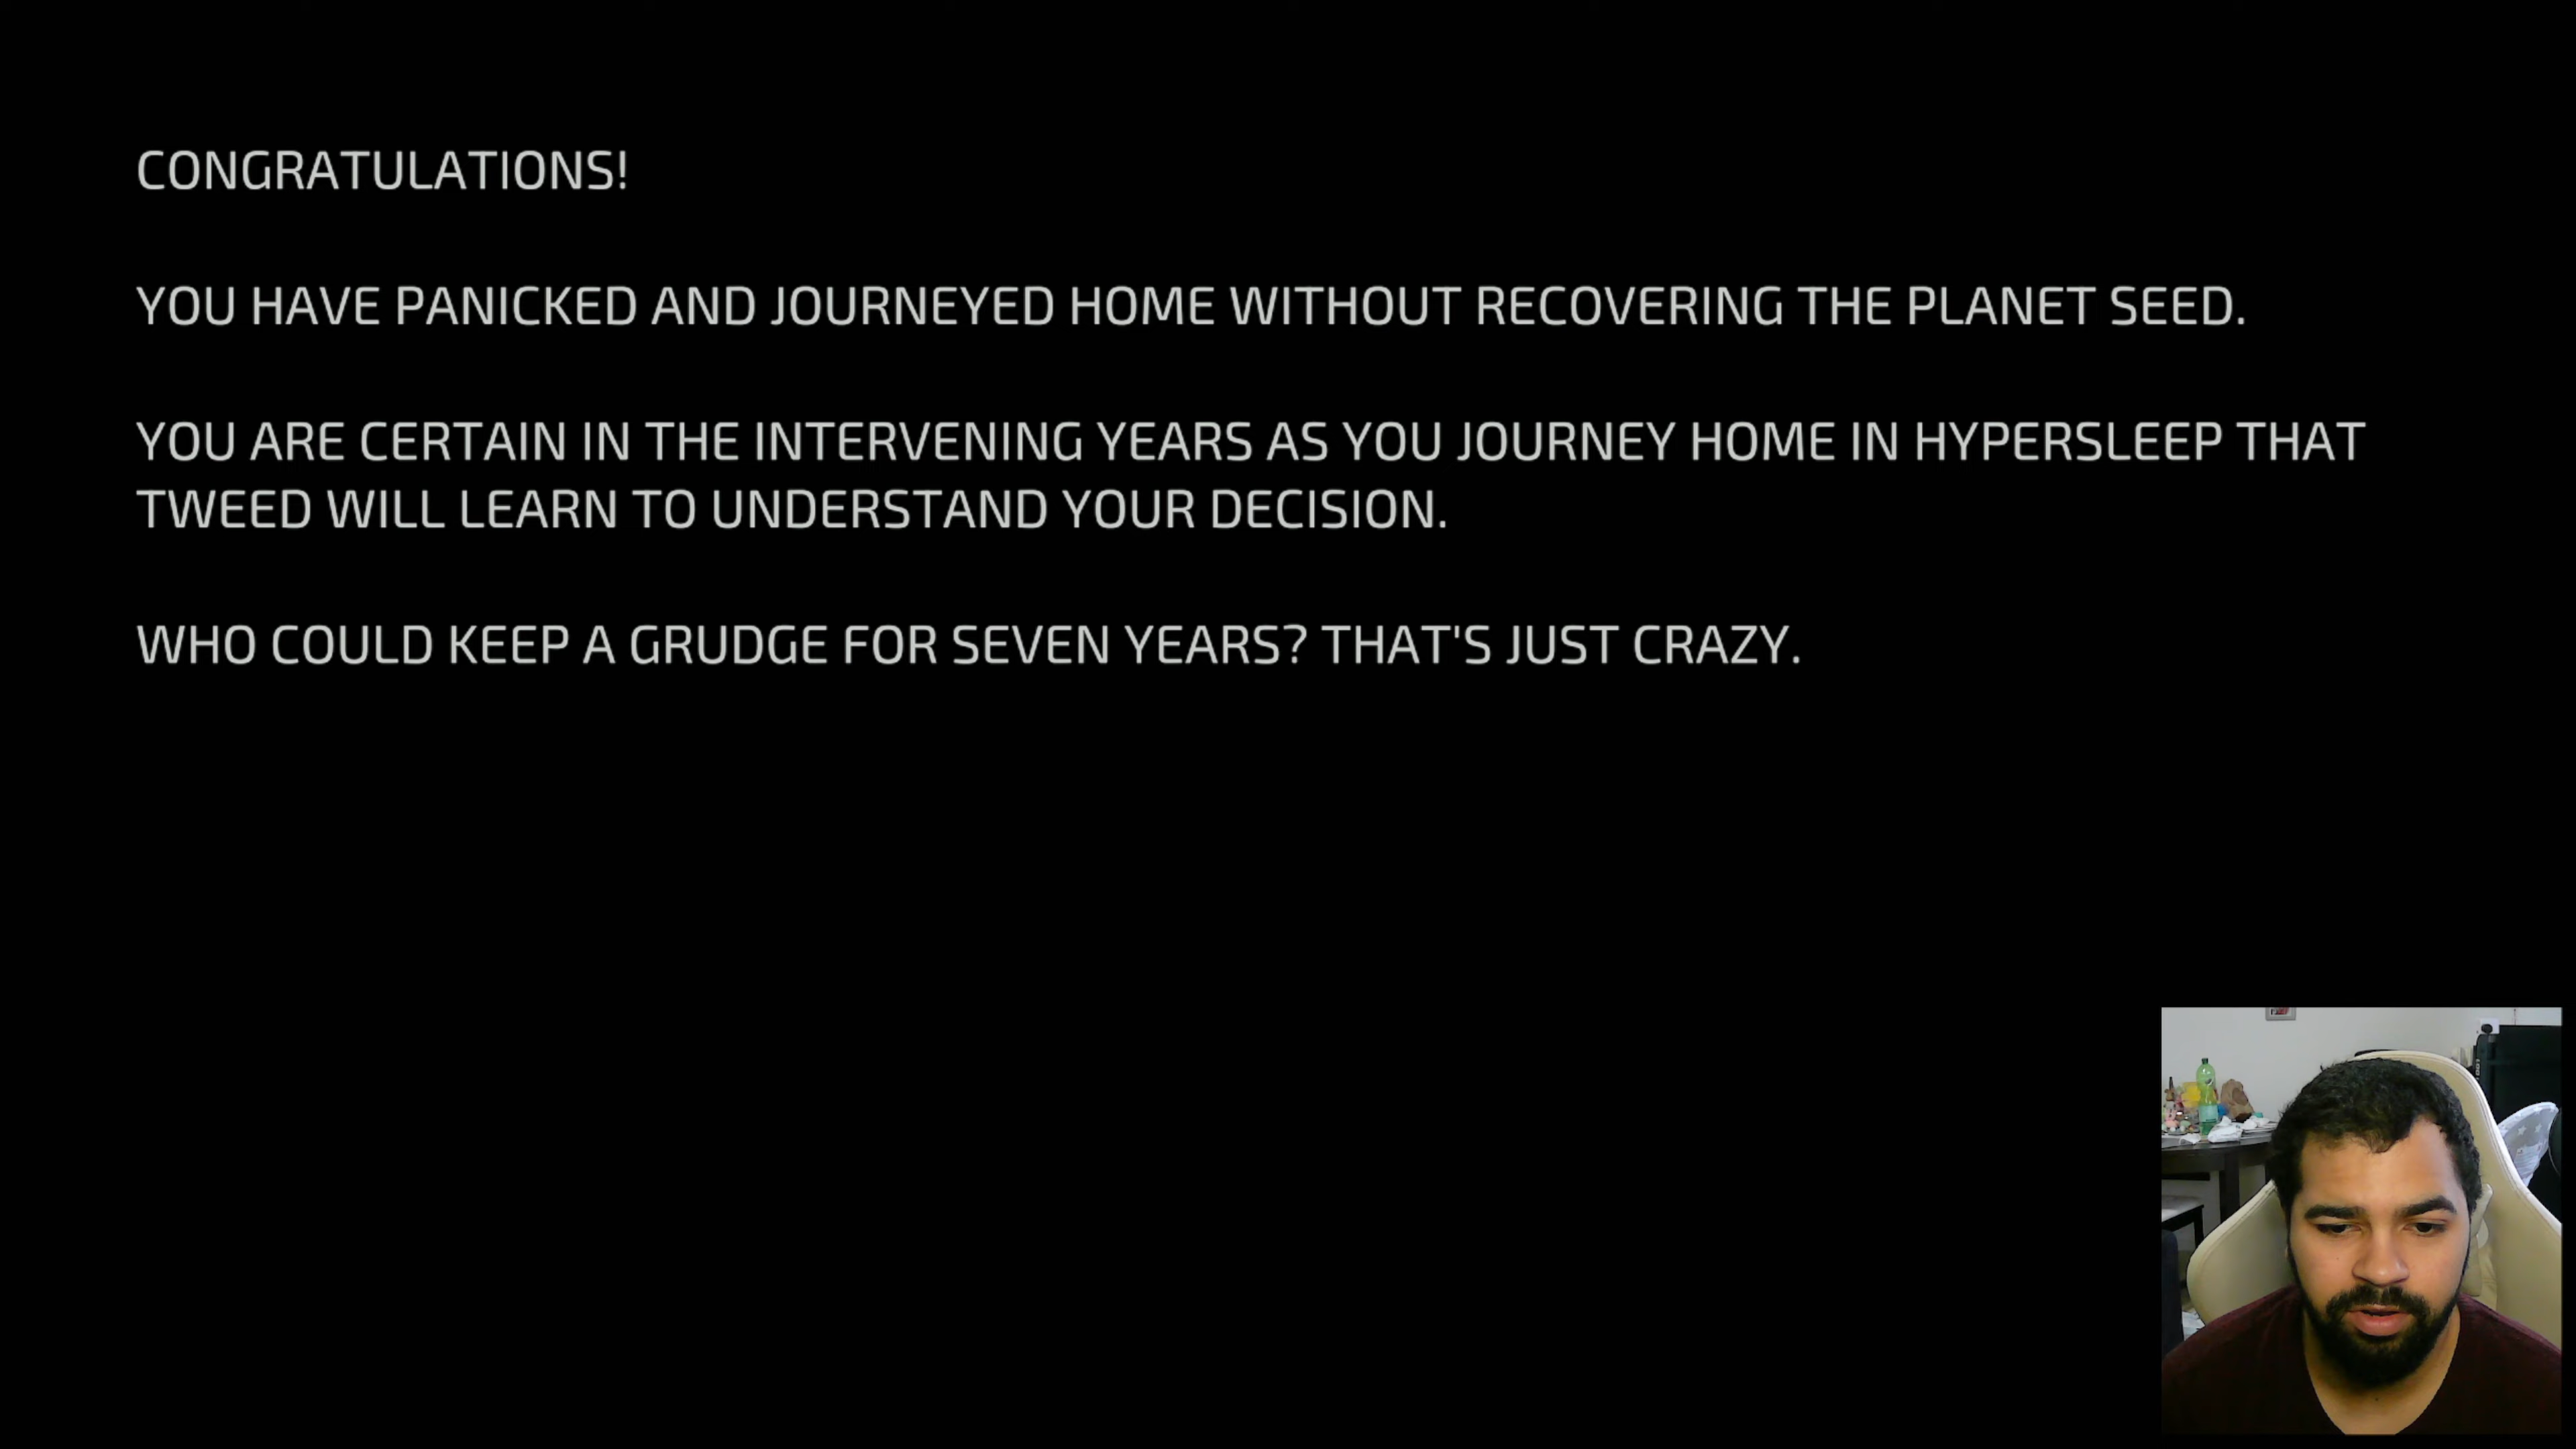 CONGRATULATIONS!
YOU HAVE PANICKED AND JOURNEYED HOME WITHOUT RECOVERING THE PLANET SEED.
YOU ARE CERTAIN IN THE INTERVENING YEARS AS YOU JOURNEY HOME IN HYPERSLEEP THAT
TWEED WILL LEARN TO UNDERSTAND YOUR DECISION.
WHO COULD KEEP A GRUDGE FOR SEVEN YEARS? THAT'S JUST CRAZY.